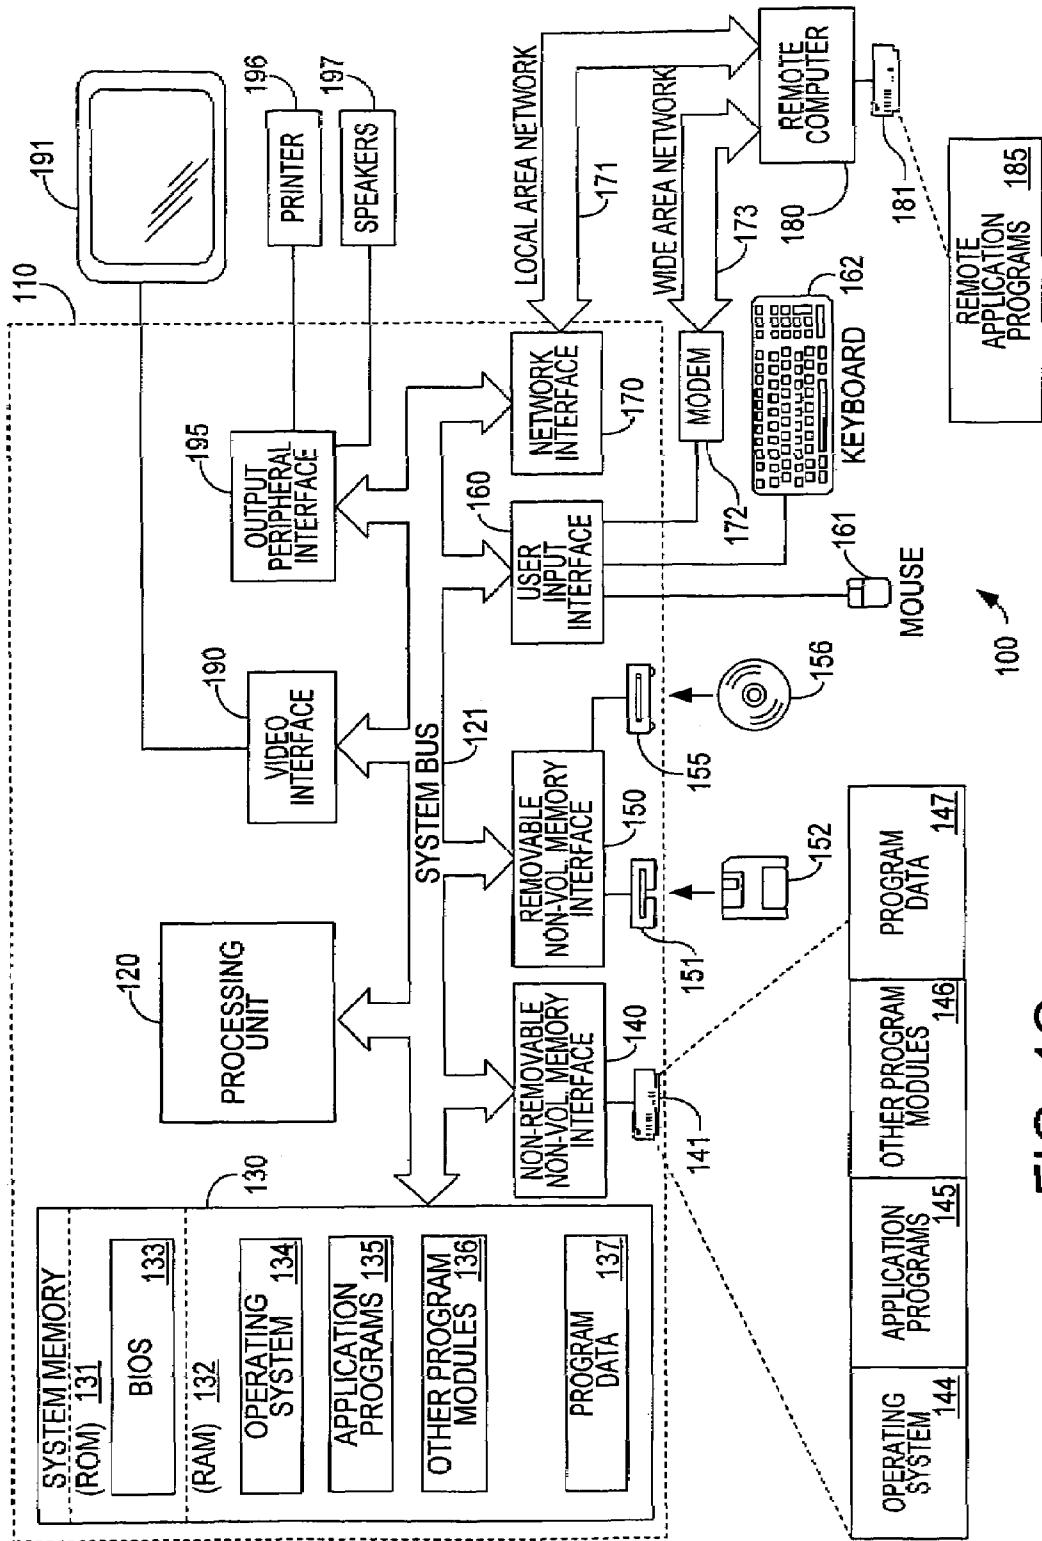 SYSTEM MEMORY
(ROM) 131
BIOS
133
(RAM) 132
OPERATING
SYSTEM 134
APPLICATION
PROGRAMS 135
OTHER PROGRAM
MODULES 136
PROGRAM
DATA
137
130
120
PROCESSING
UNIT
190
VIDEO
INTERFACE
195
OUTPUT
PERIPHERAL
INTERFACE
110
191
196
PRINTER
197
SPEAKERS
SYSTEM BUS
121
NON-REMOVABLE
NON-VOL. MEMORY
INTERFACE
140
REMOVABLE
NON-VOL. MEMORY
INTERFACE
150
160
USER
INPUT
INTERFACE
NETWORK
INTERFACE
170
LOCAL AREA NETWORK
171
WIDE AREA NETWORK
173
MODEM
172
REMOTE
COMPUTER
180
181
141
151
155
152
156
161
MOUSE
162
KEYBOARD
REMOTE
APPLICATION
PROGRAMS 185
OPERATING
SYSTEM 144
APPLICATION
PROGRAMS 145
OTHER PROGRAM
MODULES 146
PROGRAM
DATA 147
100